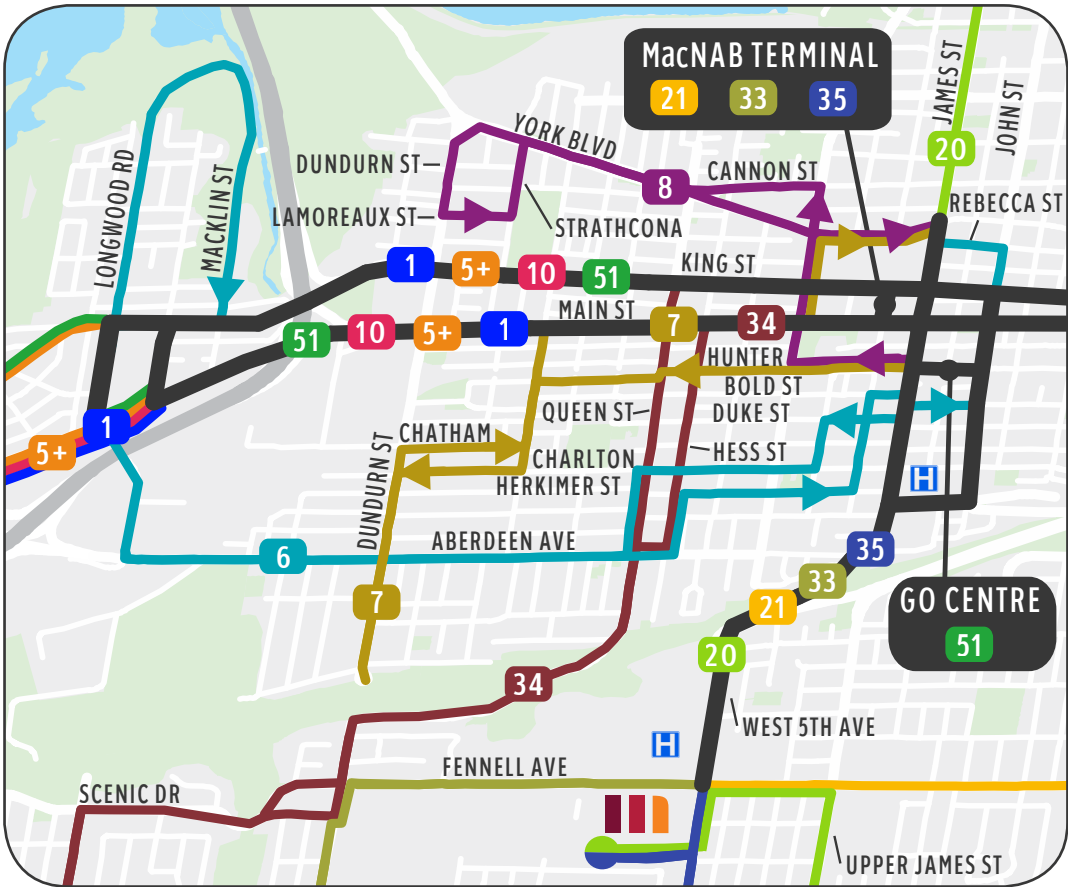 MacNAB TERMINAL
21 33 35
JAMES ST
JOHN ST
20
YORK BLVD
DUNDURN ST
CANNON ST
8
LONGWOOD RD
MACKLIN ST
LAMOREAUX ST
STRATHCONA
REBECCA ST
1 5+ 10 51
KING ST
MAIN ST
51 10 5+ 1
7
34
HUNTER
BOLD ST
QUEEN ST
DUKE ST
1
5+
CHATHAM
DUNDURN ST
HESS ST
CHARLTON
HERKIMER ST
H
6
ABERDEEN AVE
35
33
21
20
7
GO CENTRE
51
34
WEST 5TH AVE
H
FENNELL AVE
SCENIC DR
UPPER JAMES ST